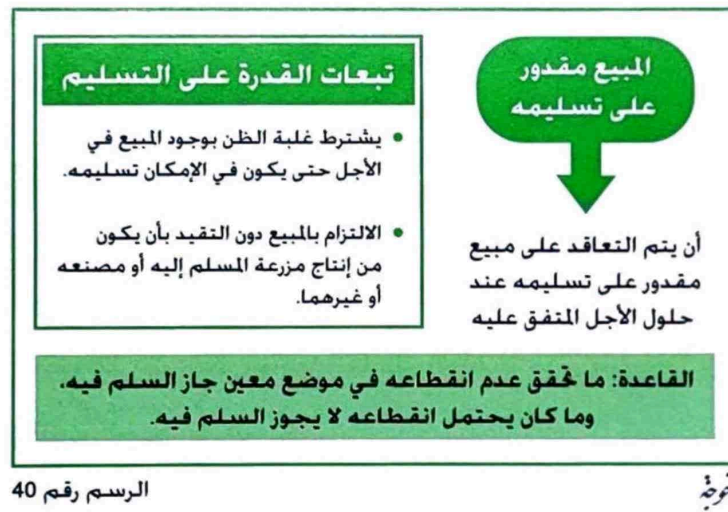 المبيع مقدور
على تسليمه
أن يتم التعاقد على مبيع
مقدور على تسليمه عند
حلول الأجل المتفق عليه
تبعات القدرة على التسليم
• يشترط غلبة الظن بوجود المبيع في
الأجل حتى يكون في الإمكان تسليمه.
• الالتزام بالمبيع دون التقيد بأن يكون
من إنتاج مزرعة المسلم إليه أو مصنعه
أو غيرهما.
القاعدة: ما تحقق عدم انقطاعه في موضع معين جاز السلم فيه،
وما كان يحتمل انقطاعه لا يجوز السلم فيه.
الرسم رقم 40